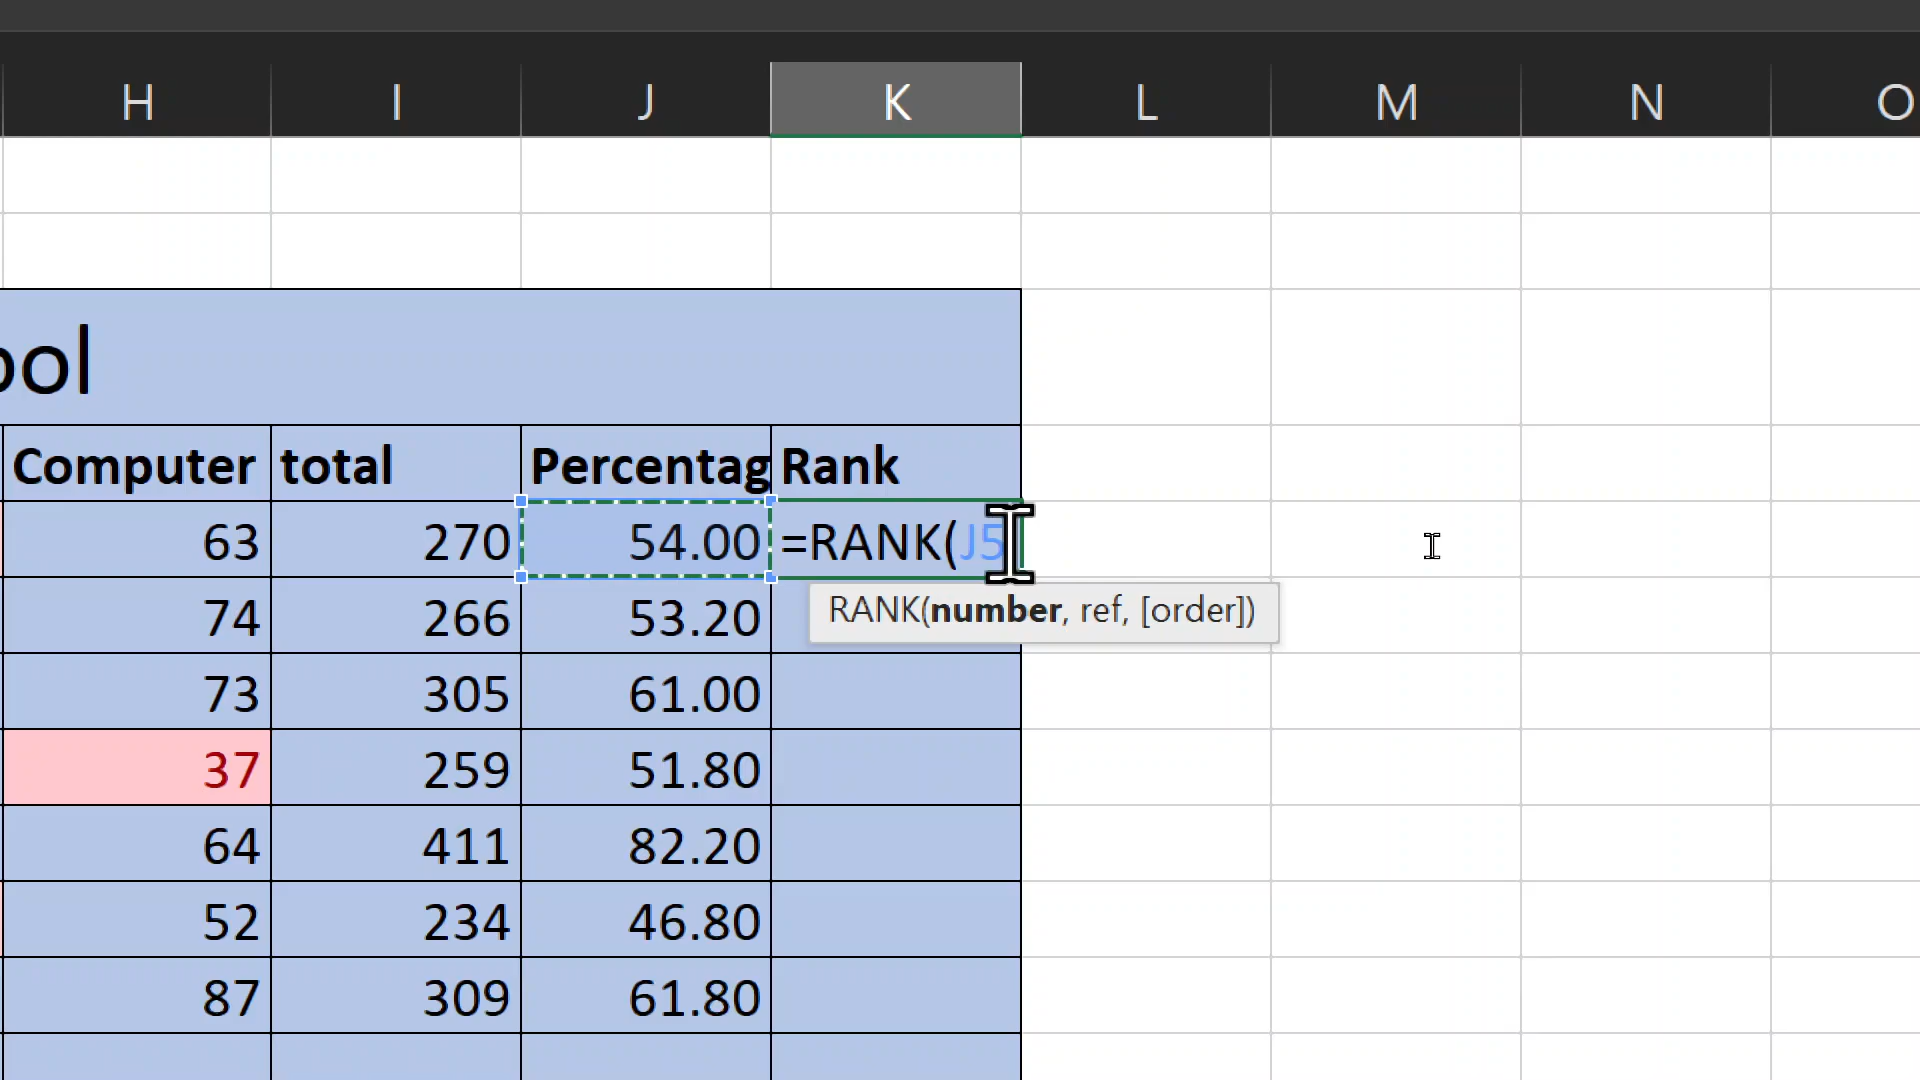 H I J K L M N O
ool
Computer total Percentag Rank
63 270 54.00 =RANK(J5
RANK(number, ref, [order])
74 266 53.20
73 305 61.00
37 259 51.80
64 411 82.20
52 234 46.80
87 309 61.80